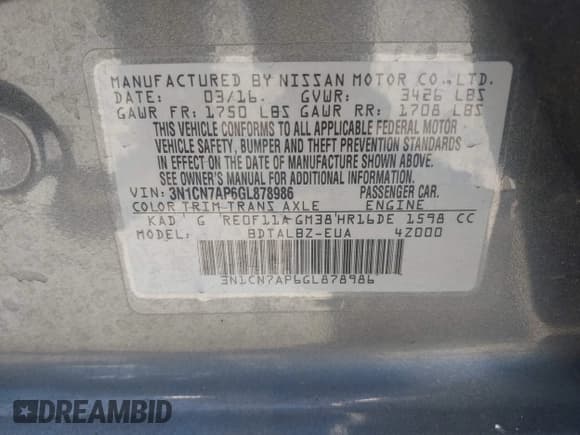 MANUFACTURED BY NISSAN MOTOR CO.,LTD.
DATE: 03/16. GVWR: 3426 LBS
GAWR FR: 1750 LBS GAWR RR: 1708 LBS
THIS VEHICLE CONFORMS TO ALL APPLICABLE FEDERAL MOTOR
VEHICLE SAFETY, BUMPER AND THEFT PREVENTION STANDARDS
IN EFFECT ON THE DATE OF MANUFACTURE SHOWN ABOVE.
SEE OWNER'S MANUAL FOR ADDITIONAL INFORMATION.
VIN: 3N1CN7AP6GL878986 PASSENGER CAR.
COLOR TRIM TRANS AXLE ENGINE
KAD G RE0F11A GM38 HR16DE 1598 CC
MODEL: BDTALBZ-EUA 4Z000
3N1CN7AP6GL878986
DREAMBID